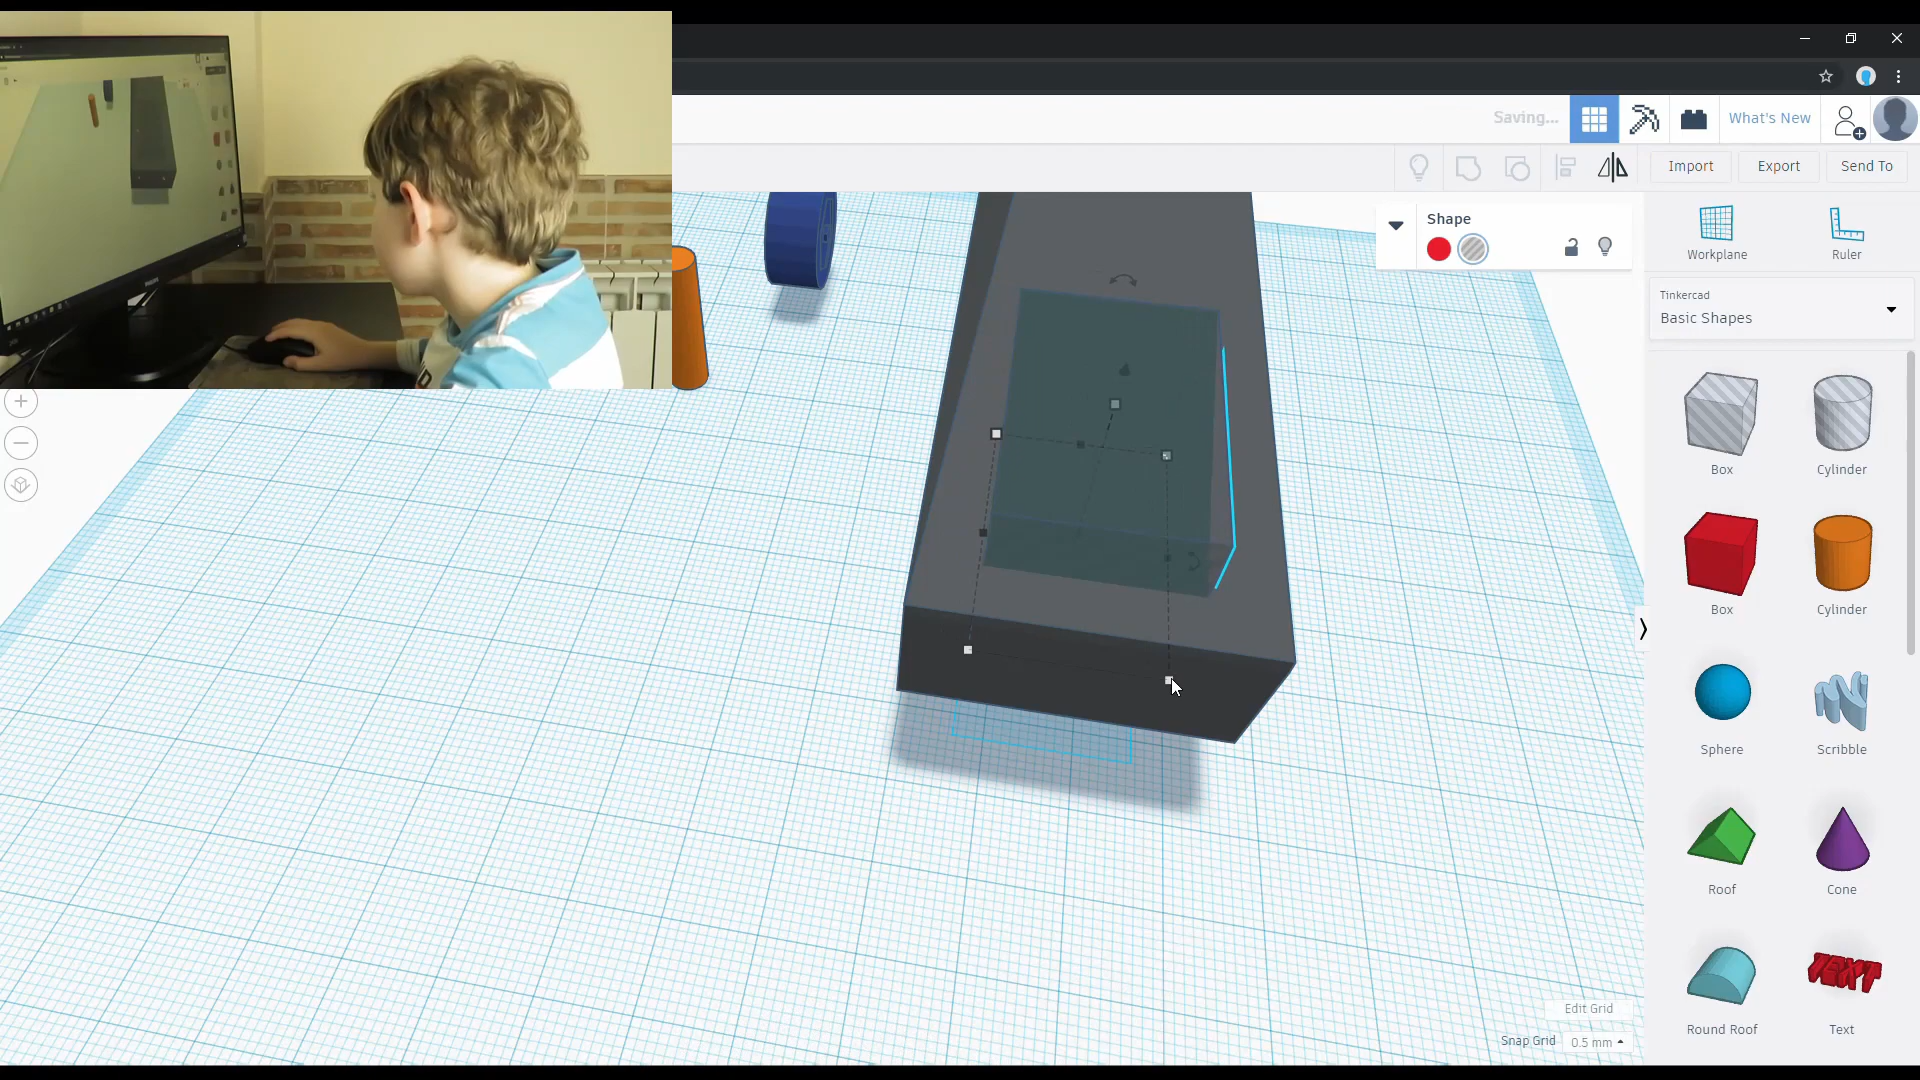 Saving...
What's New
Import
Export
Send To
Shape
Workplane
Ruler
Tinkercad
Basic Shapes
Box
Cylinder
Box
Cylinder
Sphere
Scribble
Roof
Cone
TEXT
Round Roof
Text
Edit Grid
Snap Grid
0.5 mm